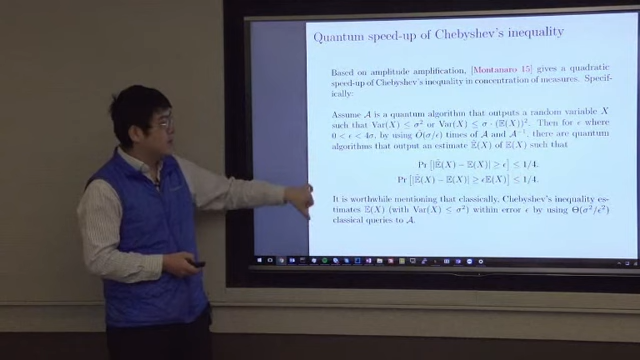 Quantum speed-up of Chebyshev's inequality
Based on amplitude amplification, [Montanaro 15] gives a quadratic
speed-up of Chebyshev's inequality in concentration of measures. Specif-
ically:
Assume A is a quantum algorithm that outputs a random variable X
such that Var(X) ≤ σ² or Var(X) ≤ σ · (E(X))². Then for ϵ where
0 < ϵ < 4σ, by using Õ(σ/ϵ) times of A and A⁻¹, there are quantum
algorithms that output an estimate Ẽ(X) of E(X) such that
Pr [|Ẽ(X) − E(X)| ≥ ϵ] ≤ 1/4,
Pr [|Ẽ(X) − E(X)| ≥ ϵE(X)] ≤ 1/4.
It is worthwhile mentioning that classically, Chebyshev's inequality es-
timates E(X) (with Var(X) ≤ σ²) within error ϵ by using Θ(σ²/ϵ²)
classical queries to A.